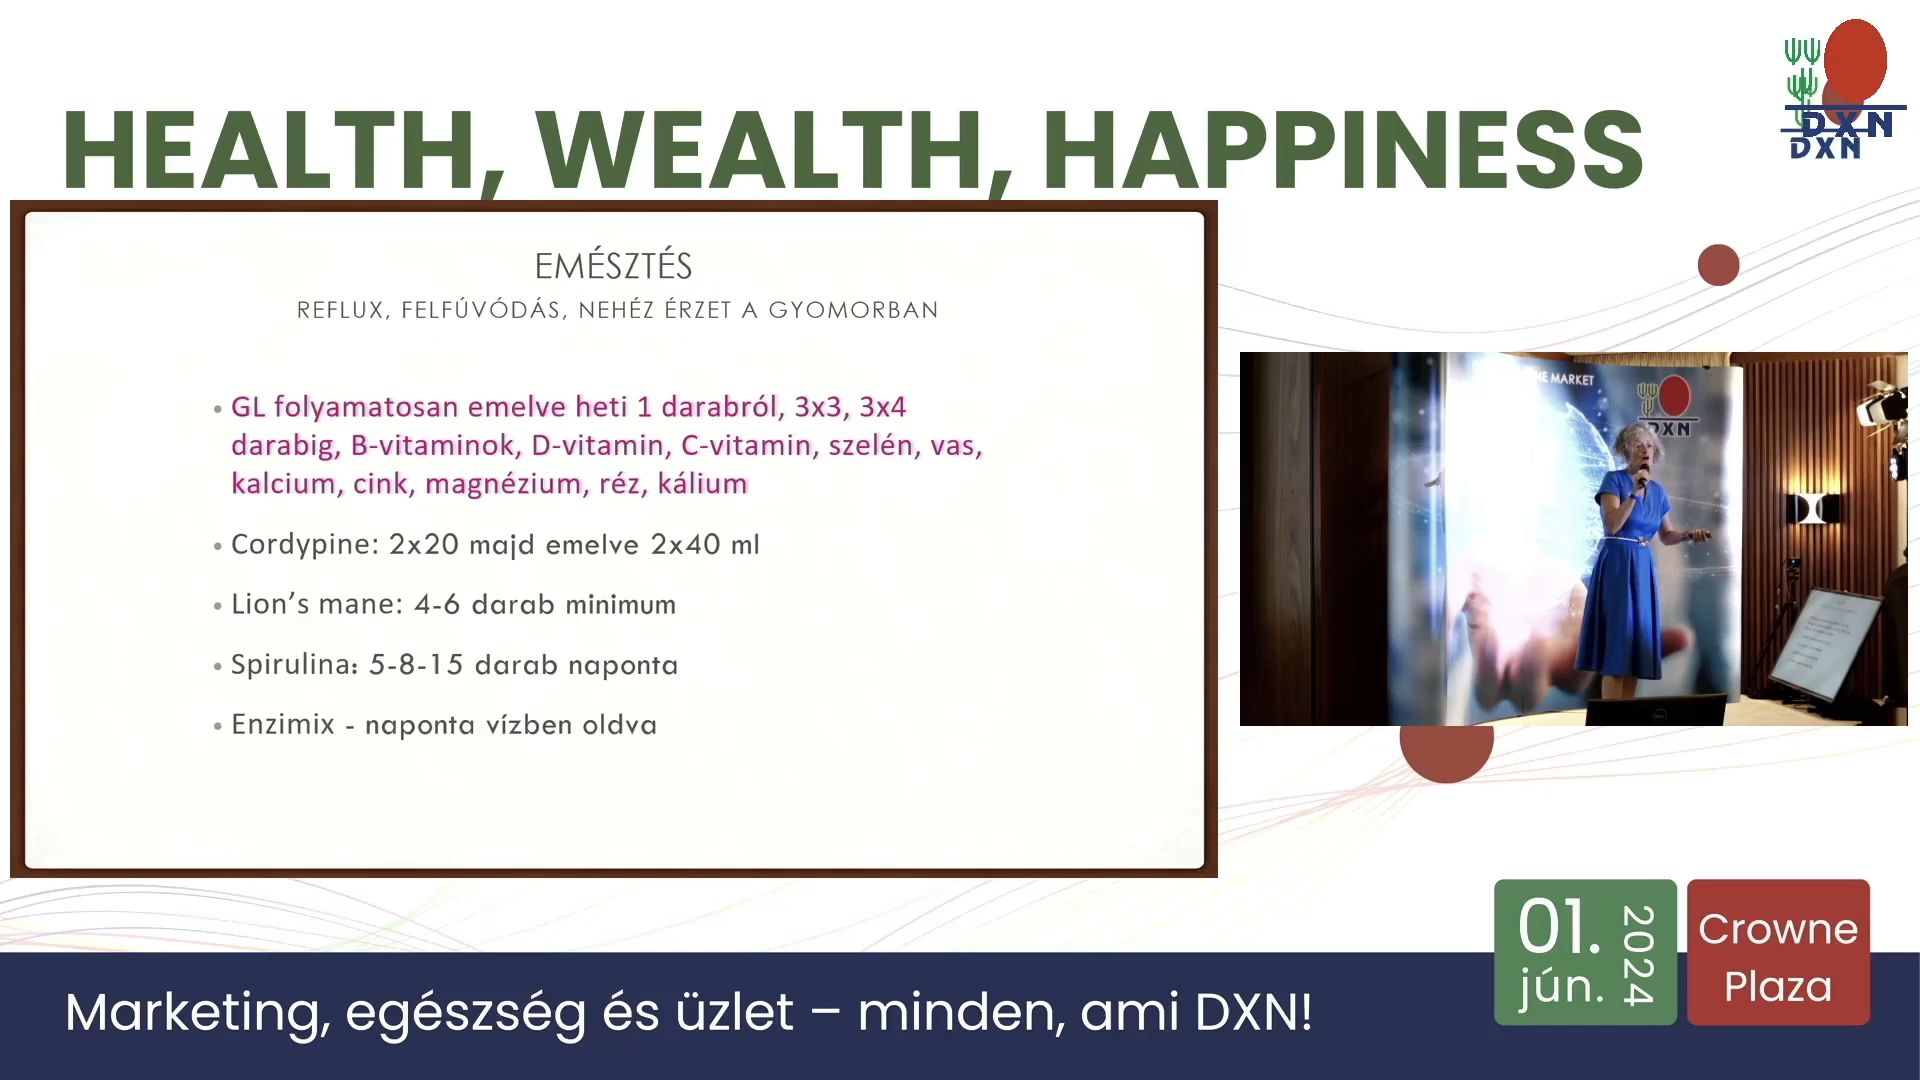 HEALTH, WEALTH, HAPPINESS
DXN
DXN
EMÉSZTÉS
REFLUX, FELFÚVÓDÁS, NEHÉZ ÉRZET A GYOMORBAN
• GL folyamatosan emelve heti 1 darabról, 3x3, 3x4
darabig, B-vitaminok, D-vitamin, C-vitamin, szelén, vas,
kalcium, cink, magnézium, réz, kálium
• Cordypine: 2x20 majd emelve 2x40 ml
• Lion’s mane: 4-6 darab minimum
• Spirulina: 5-8-15 darab naponta
• Enzimix - naponta vízben oldva
MARKET
DXN
01.
jún.
2024
Crowne
Plaza
Marketing, egészség és üzlet – minden, ami DXN!